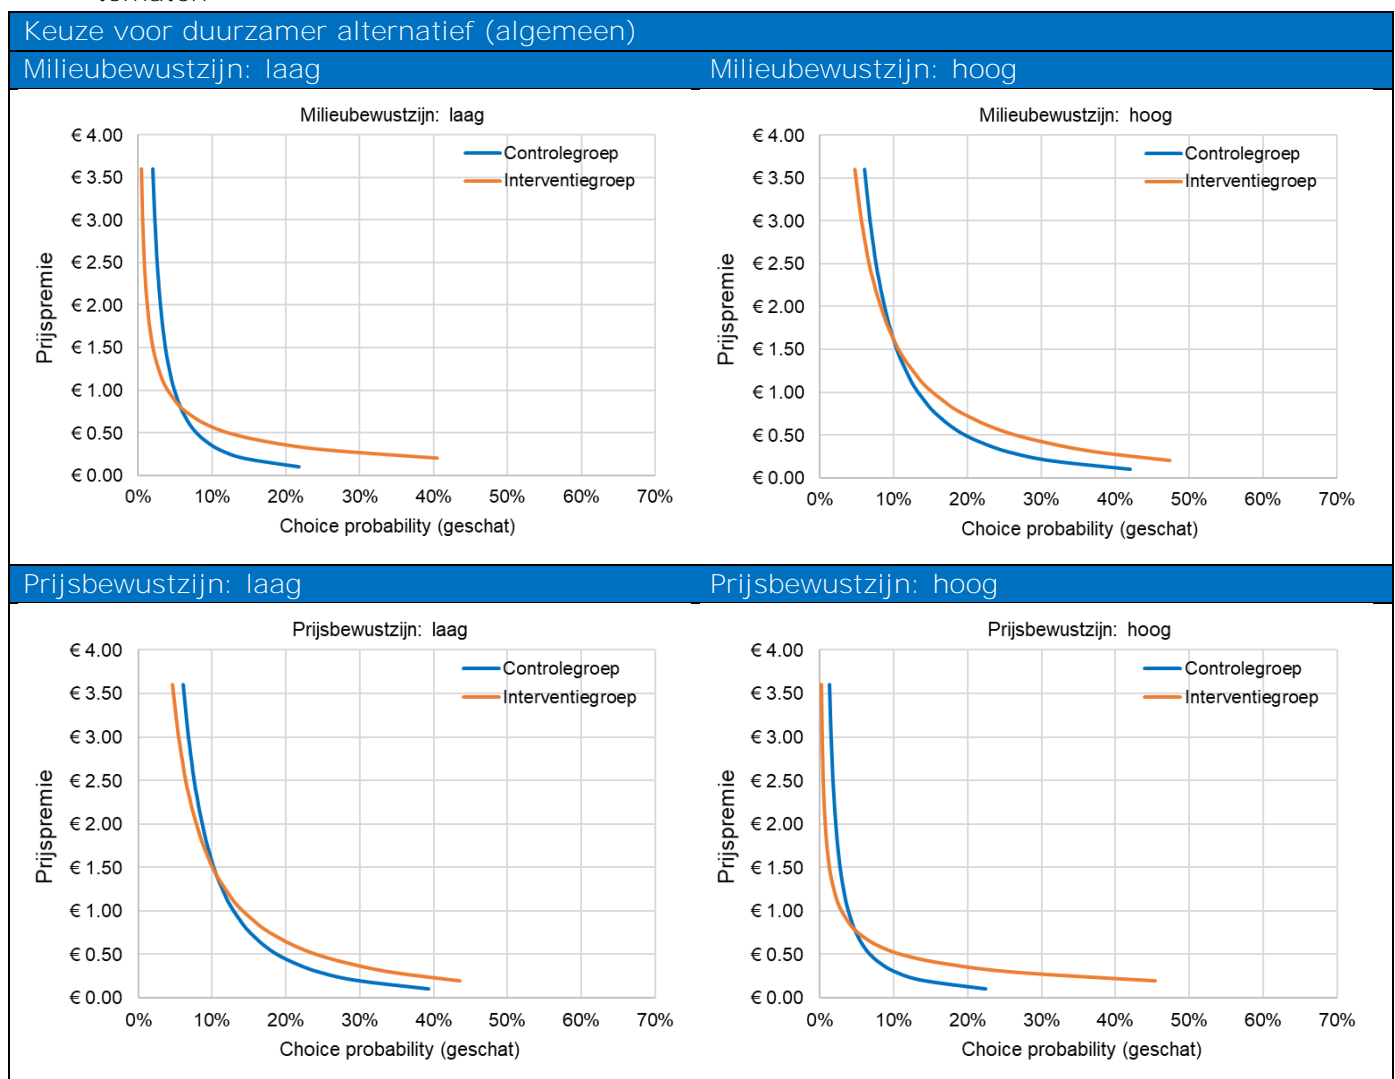 Keuze voor duurzamer alternatief (algemeen)
Milieubewustzijn: laag
Milieubewustzijn: hoog
Milieubewustzijn: laag
€ 4.00
€ 3.50
€ 3.00
€ 2.50
€ 2.00
€ 1.50
€ 1.00
€ 0.50
€ 0.00
Prijspremie
Controlegroep
Interventiegroep
0% 10% 20% 30% 40% 50% 60% 70%
Choice probability (geschat)
Milieubewustzijn: hoog
€ 4.00
€ 3.50
€ 3.00
€ 2.50
€ 2.00
€ 1.50
€ 1.00
€ 0.50
€ 0.00
Prijspremie
Controlegroep
Interventiegroep
0% 10% 20% 30% 40% 50% 60% 70%
Choice probability (geschat)
Prijsbewustzijn: laag
Prijsbewustzijn: hoog
Prijsbewustzijn: laag
€ 4.00
€ 3.50
€ 3.00
€ 2.50
€ 2.00
€ 1.50
€ 1.00
€ 0.50
€ 0.00
Prijspremie
Controlegroep
Interventiegroep
0% 10% 20% 30% 40% 50% 60% 70%
Choice probability (geschat)
Prijsbewustzijn: hoog
€ 4.00
€ 3.50
€ 3.00
€ 2.50
€ 2.00
€ 1.50
€ 1.00
€ 0.50
€ 0.00
Prijspremie
Controlegroep
Interventiegroep
0% 10% 20% 30% 40% 50% 60% 70%
Choice probability (geschat)